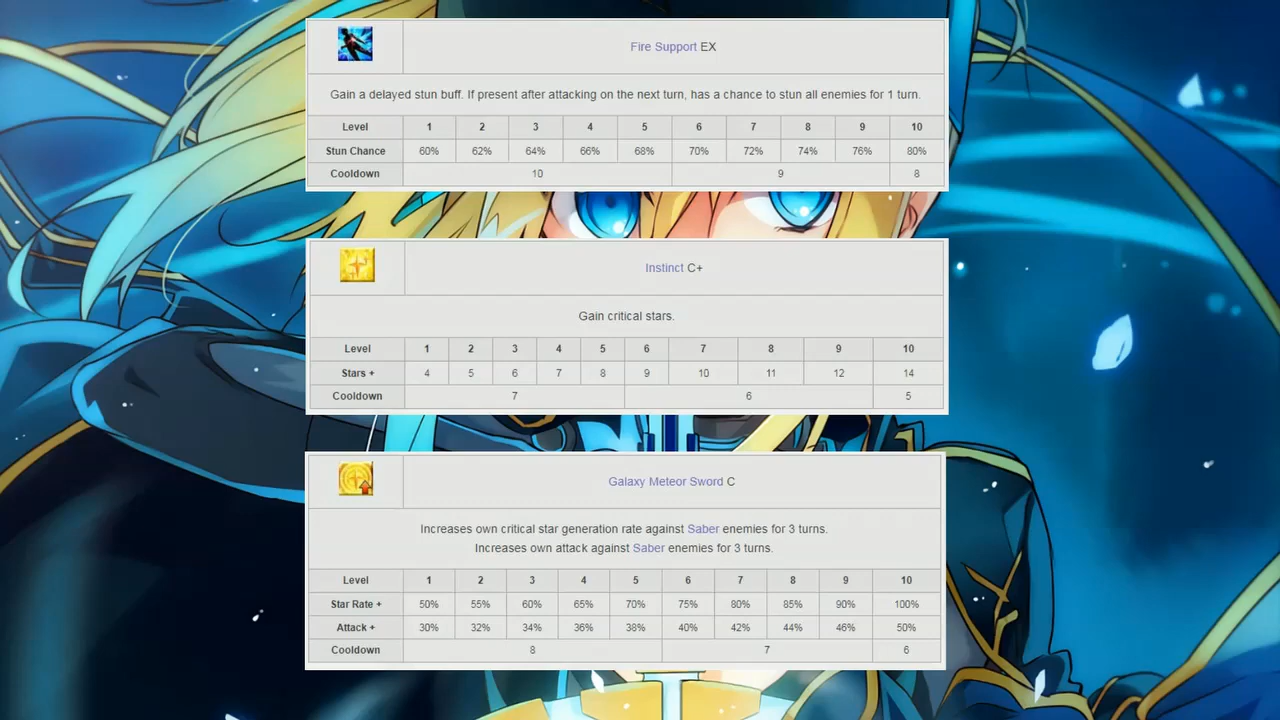 Fire Support EX
Gain a delayed stun buff. If present after attacking on the next turn, has a chance to stun all enemies for 1 turn.
Level 1 2 3 4 5 6 7 8 9 10
Stun Chance 60% 62% 64% 66% 68% 70% 72% 74% 76% 80%
Cooldown 10 9 8
Instinct C+
Gain critical stars.
Level 1 2 3 4 5 6 7 8 9 10
Stars + 4 5 6 7 8 9 10 11 12 14
Cooldown 7 6 5
Galaxy Meteor Sword C
Increases own critical star generation rate against Saber enemies for 3 turns.
Increases own attack against Saber enemies for 3 turns.
Level 1 2 3 4 5 6 7 8 9 10
Star Rate + 50% 55% 60% 65% 70% 75% 80% 85% 90% 100%
Attack + 30% 32% 34% 36% 38% 40% 42% 44% 46% 50%
Cooldown 8 7 6